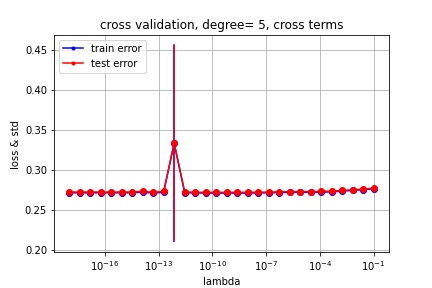 cross validation, degree= 5, cross terms
train error
test error
loss & std
0.45
0.40
0.35
0.30
0.25
0.20
10⁻¹⁶
10⁻¹³
10⁻¹⁰
10⁻⁷
10⁻⁴
10⁻¹
lambda